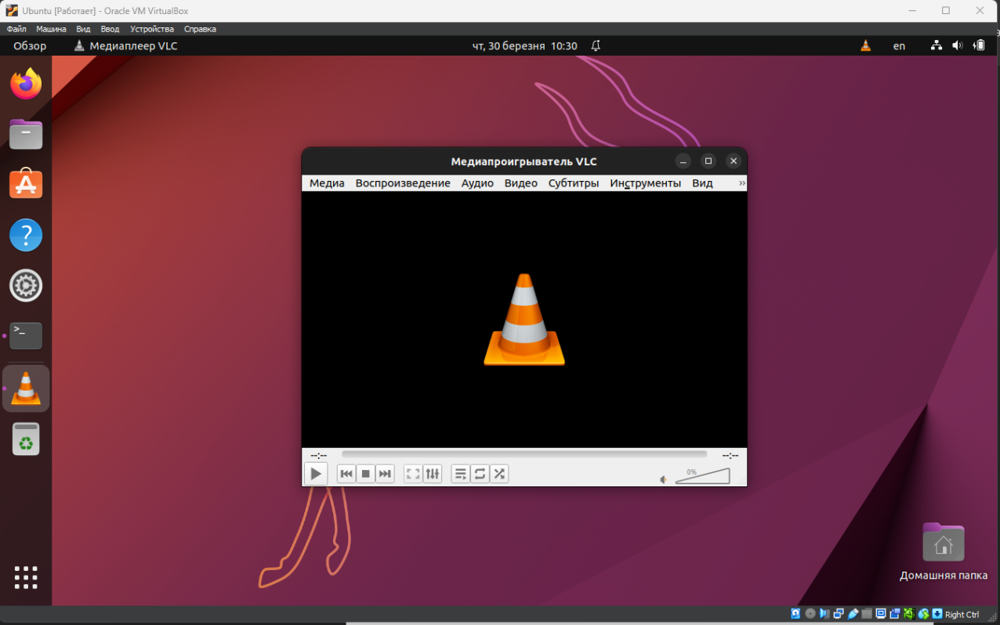 Ubuntu [Работает] - Oracle VM VirtualBox
Файл Машина Вид Ввод Устройства Справка
Обзор Медиаплеер VLC чт, 30 березня 10:30 en
Медиапроигрыватель VLC
Медиа Воспроизведение Аудио Видео Субтитры Инструменты Вид »
--:-- --:--
0%
Домашняя папка
Right Ctrl